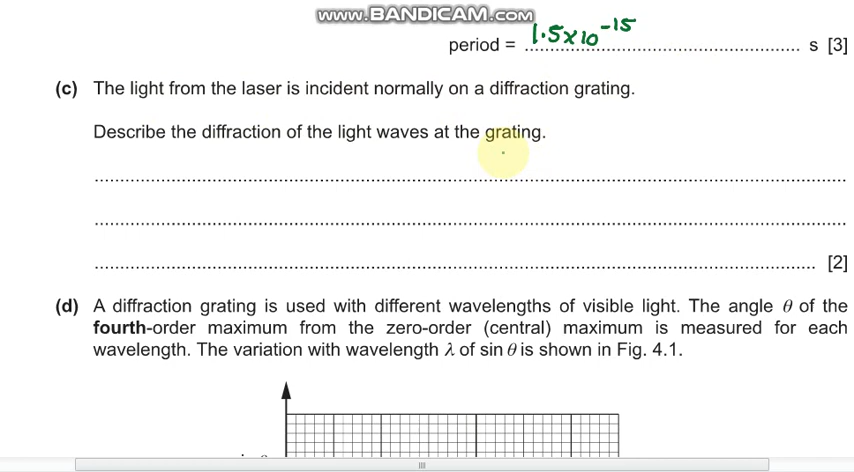 www.BANDICAM.com
period = 1.5x10^-15 s [3]
(c) The light from the laser is incident normally on a diffraction grating.
Describe the diffraction of the light waves at the grating.
[2]
(d) A diffraction grating is used with different wavelengths of visible light. The angle θ of the
fourth-order maximum from the zero-order (central) maximum is measured for each
wavelength. The variation with wavelength λ of sin θ is shown in Fig. 4.1.